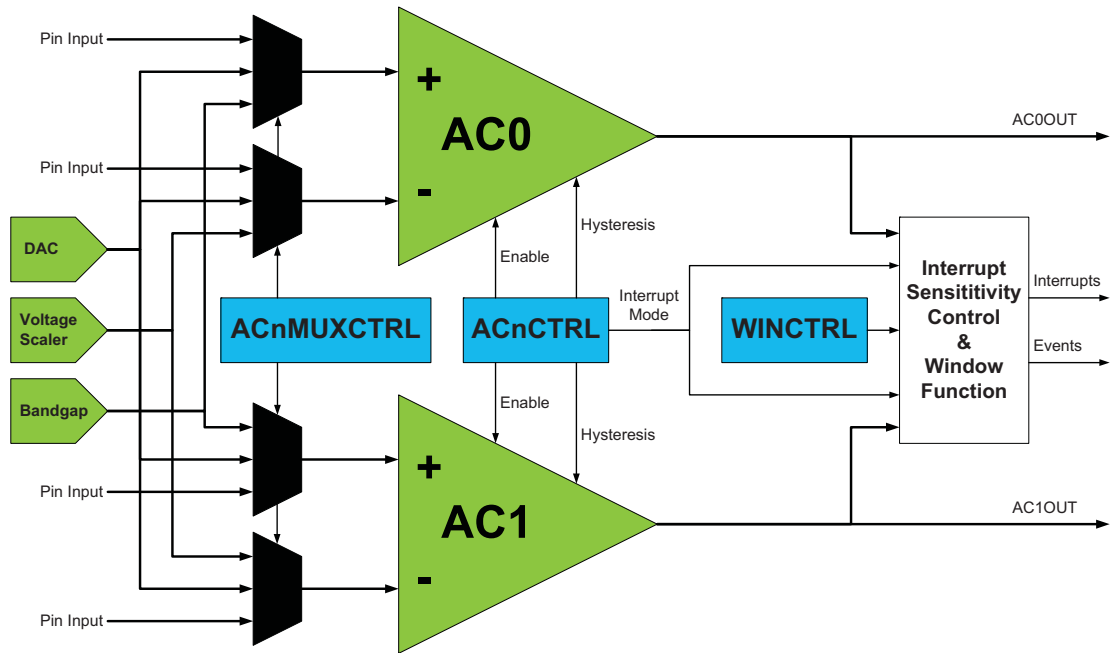 Pin Input
+
AC0
-
AC0OUT
Pin Input
DAC
Enable
Hysteresis
Voltage
Scaler
ACnMUXCTRL
ACnCTRL
Interrupt
Mode
WINCTRL
Interrupt
Sensititivity
Control
&
Window
Function
Interrupts
Events
Bandgap
Enable
Hysteresis
Pin Input
+
AC1
-
AC1OUT
Pin Input